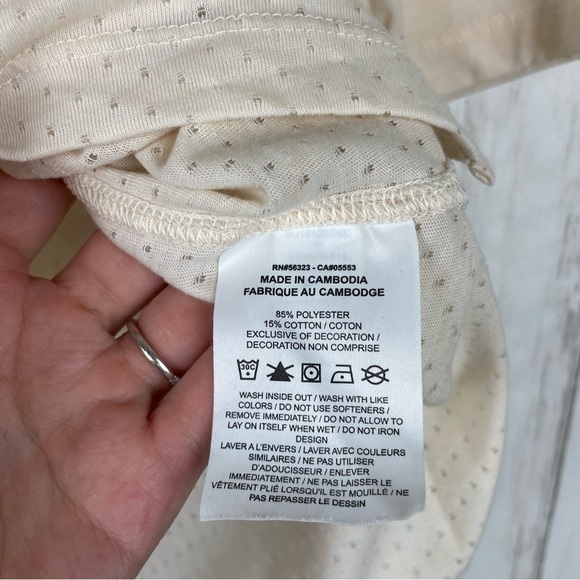 RN#56323 - CA#05553
MADE IN CAMBODIA
FABRIQUE AU CAMBODGE
85% POLYESTER
15% COTTON / COTON
EXCLUSIVE OF DECORATION /
DECORATION NON COMPRISE
30C
WASH INSIDE OUT / WASH WITH LIKE
COLORS / DO NOT USE SOFTENERS /
REMOVE IMMEDIATELY / DO NOT ALLOW TO
LAY ON ITSELF WHEN WET / DO NOT IRON
DESIGN
LAVER A L'ENVERS / LAVER AVEC COULEURS
SIMILAIRES / NE PAS UTILISER
D'ADOUCISSEUR / ENLEVER
IMMEDIATEMENT / NE PAS LAISSER LE
VÊTEMENT PLIÉ LORSQU'IL EST MOUILLÉ / NE
PAS REPASSER LE DESSIN